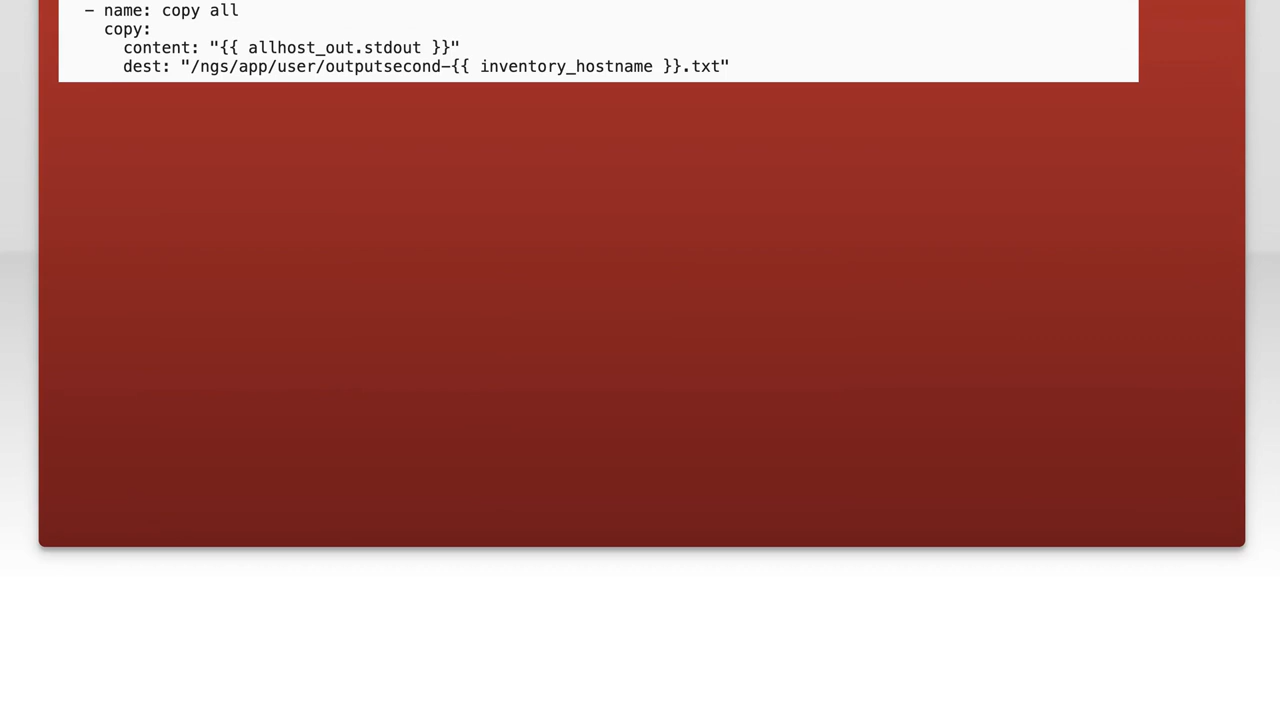 - name: copy all
copy:
content: "{{ allhost_out.stdout }}"
dest: "/ngs/app/user/outputsecond-{{ inventory_hostname }}.txt"